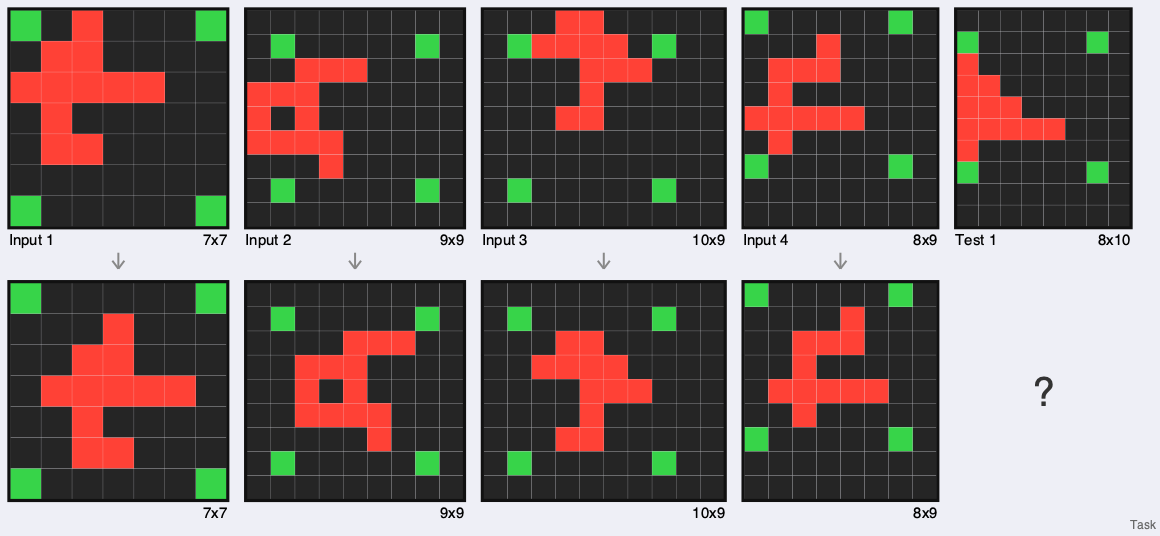 Input 1 7x7
Input 2 9x9
Input 3 10x9
Input 4 8x9
Test 1 8x10
?
7x7
9x9
10x9
8x9
Task